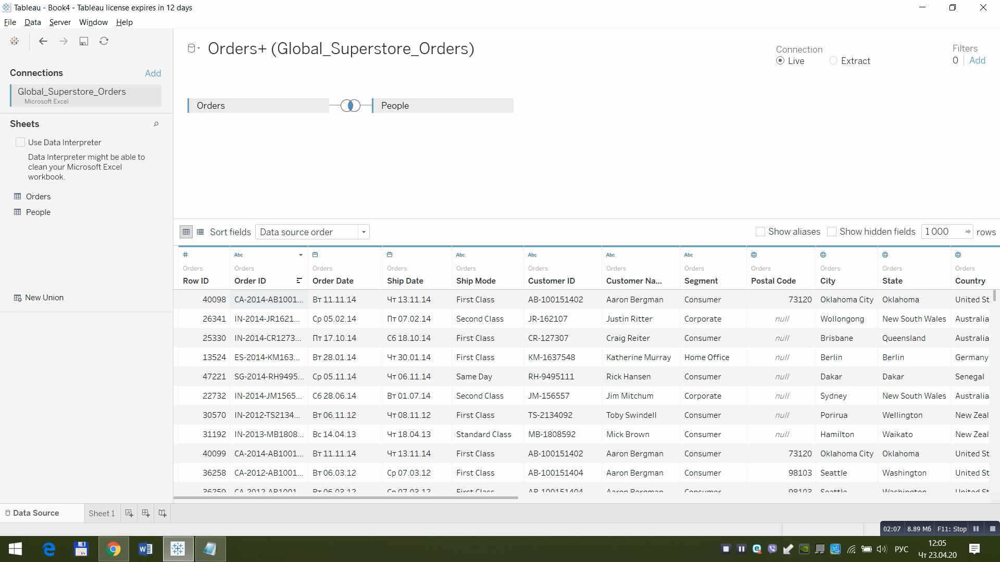 Tableau - Book4 - Tableau license expires in 12 days
File Data Server Window Help
Connections Add
Global_Superstore_Orders
Microsoft Excel
Sheets
Use Data Interpreter
Data Interpreter might be able to
clean your Microsoft Excel
workbook.
Orders
People
New Union
Orders+ (Global_Superstore_Orders)
Connection
Live Extract
Filters
0 Add
Orders People
Sort fields Data source order Show aliases Show hidden fields 1 000 rows
# Abc Abc Abc Abc Abc
Orders Orders Orders Orders Orders Orders Orders Orders Orders Orders Orders Orders
Row ID Order ID Order Date Ship Date Ship Mode Customer ID Customer Na... Segment Postal Code City State Country
40098 CA-2014-AB1001... Вт 11.11.14 Чт 13.11.14 First Class AB-100151402 Aaron Bergman Consumer 73120 Oklahoma City Oklahoma United St
26341 IN-2014-JR1621... Ср 05.02.14 Пт 07.02.14 Second Class JR-162107 Justin Ritter Corporate null Wollongong New South Wales Australia
25330 IN-2014-CR1273... Пт 17.10.14 Сб 18.10.14 First Class CR-127307 Craig Reiter Consumer null Brisbane Queensland Australia
13524 ES-2014-KM163... Вт 28.01.14 Чт 30.01.14 First Class KM-1637548 Katherine Murray Home Office null Berlin Berlin Germany
47221 SG-2014-RH9495... Ср 05.11.14 Чт 06.11.14 Same Day RH-9495111 Rick Hansen Consumer null Dakar Dakar Senegal
22732 IN-2014-JM1565... Сб 28.06.14 Вт 01.07.14 Second Class JM-156557 Jim Mitchum Corporate null Sydney New South Wales Australia
30570 IN-2012-TS2134... Вт 06.11.12 Чт 08.11.12 First Class TS-2134092 Toby Swindell Consumer null Porirua Wellington New Zeal
31192 IN-2013-MB1808... Вс 14.04.13 Чт 18.04.13 Standard Class MB-1808592 Mick Brown Consumer null Hamilton Waikato New Zeal
40099 CA-2014-AB1001... Вт 11.11.14 Чт 13.11.14 First Class AB-100151402 Aaron Bergman Consumer 73120 Oklahoma City Oklahoma United St
36258 CA-2012-AB1001... Вт 06.03.12 Ср 07.03.12 First Class AB-100151404 Aaron Bergman Consumer 98103 Seattle Washington United St
36259 CA-2012-AB1001... Вт 06.03.12 Ср 07.03.12 First Class AB-100151404 Aaron Bergman Consumer 98103 Seattle Washington United St
Data Source Sheet 1
02:07 8.89 Мб F11: Stop
64
РУС
12:05
Чт 23.04.20